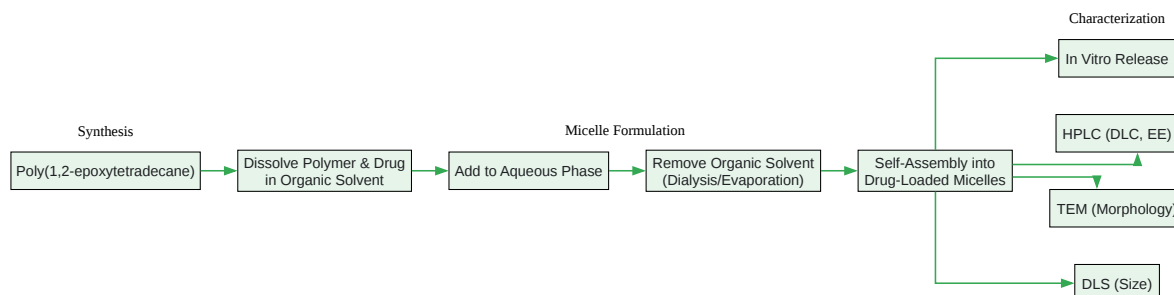 Characterization
In Vitro Release
Synthesis
Micelle Formulation
HPLC (DLC, EE)
Poly(1,2-epoxytetradecane)
Dissolve Polymer & Drug
in Organic Solvent
Add to Aqueous Phase
Remove Organic Solvent
(Dialysis/Evaporation)
Self-Assembly into
Drug-Loaded Micelles
TEM (Morphology)
DLS (Size)